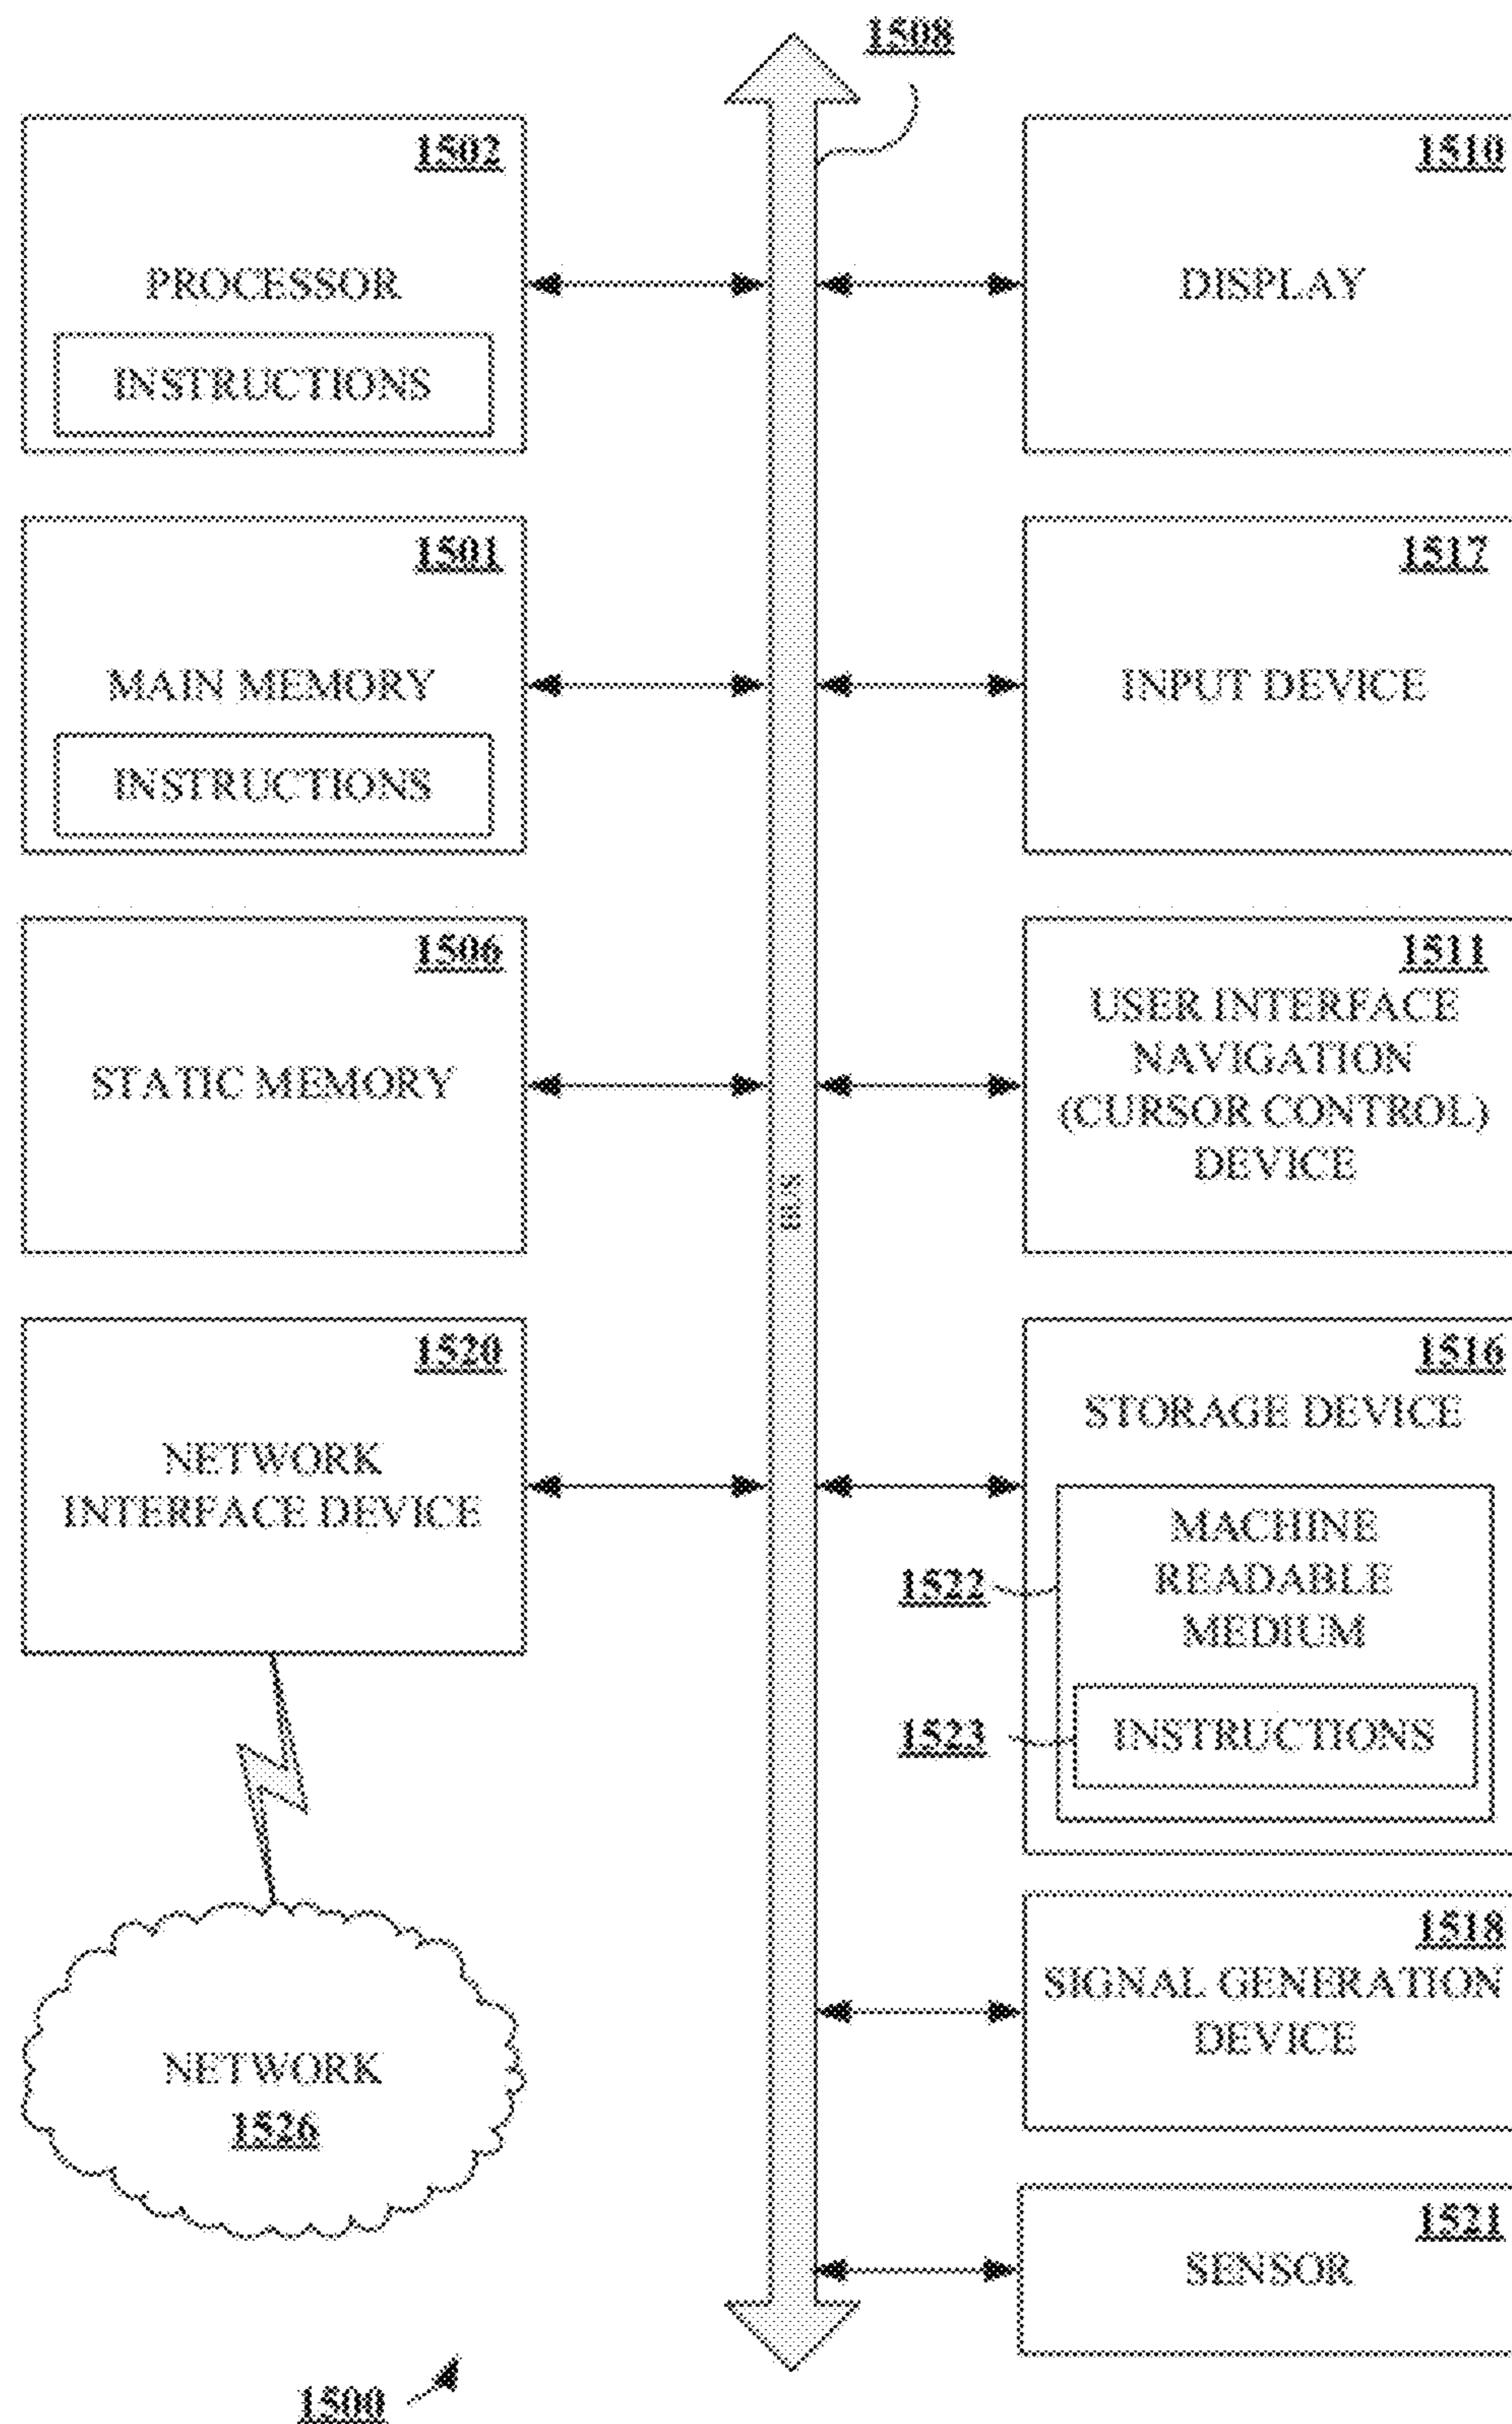 1508
1502
PROCESSOR
INSTRUCTIONS
1510
DISPLAY
1501
MAIN MEMORY
INSTRUCTIONS
1517
INPUT DEVICE
1506
STATIC MEMORY
1511
USER INTERFACE
NAVIGATION
(CURSOR CONTROL)
DEVICE
BUS
1520
NETWORK
INTERFACE DEVICE
1516
STORAGE DEVICE
MACHINE
READABLE
MEDIUM
1522
INSTRUCTIONS
1523
1518
SIGNAL GENERATION
DEVICE
NETWORK
1526
1521
SENSOR
1500